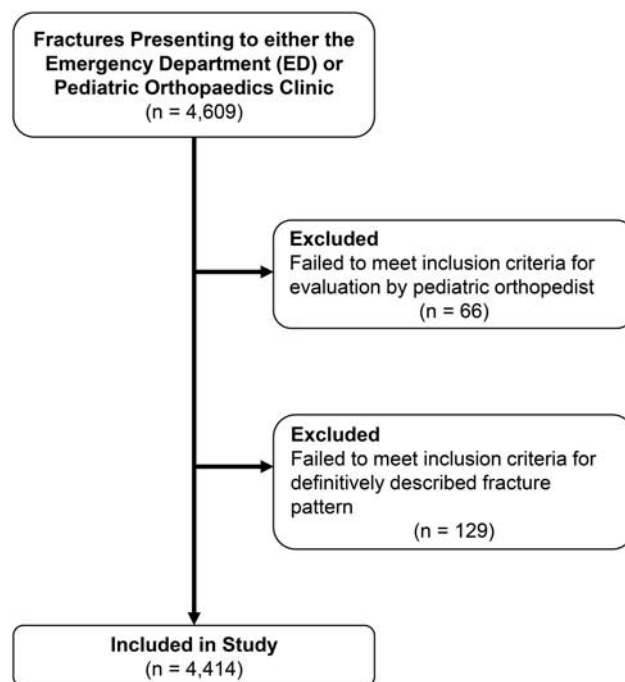 Fractures Presenting to either the
Emergency Department (ED) or
Pediatric Orthopaedics Clinic
(n = 4,609)
Excluded
Failed to meet inclusion criteria for
evaluation by pediatric orthopedist
(n = 66)
Excluded
Failed to meet inclusion criteria for
definitively described fracture
pattern
(n = 129)
Included in Study
(n = 4,414)